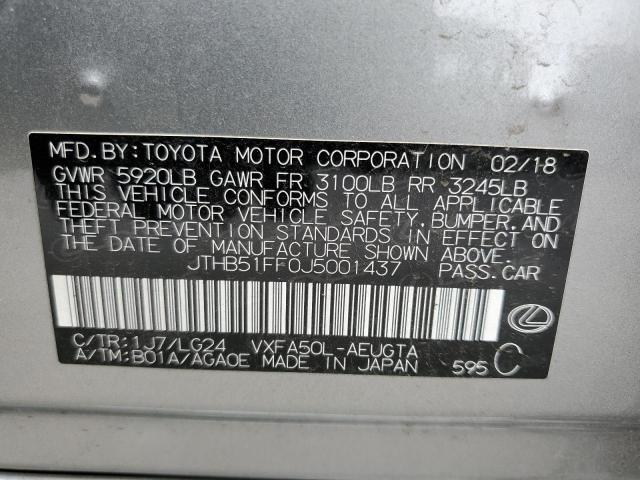 MFD.BY:TOYOTA MOTOR CORPORATION 02/18
GVWR 5920LB GAWR FR 3100LB RR 3245LB
THIS VEHICLE CONFORMS TO ALL APPLICABLE
FEDERAL MOTOR VEHICLE SAFETY, BUMPER, AND
THEFT PREVENTION STANDARDS IN EFFECT ON
THE DATE OF MANUFACTURE SHOWN ABOVE.
JTHB51FF0J5001437 PASS.CAR
C/TR:1J7/LG24 VXFA50L-AEUGTA
A/TM:B01A/AGA0E MADE IN JAPAN 595 C